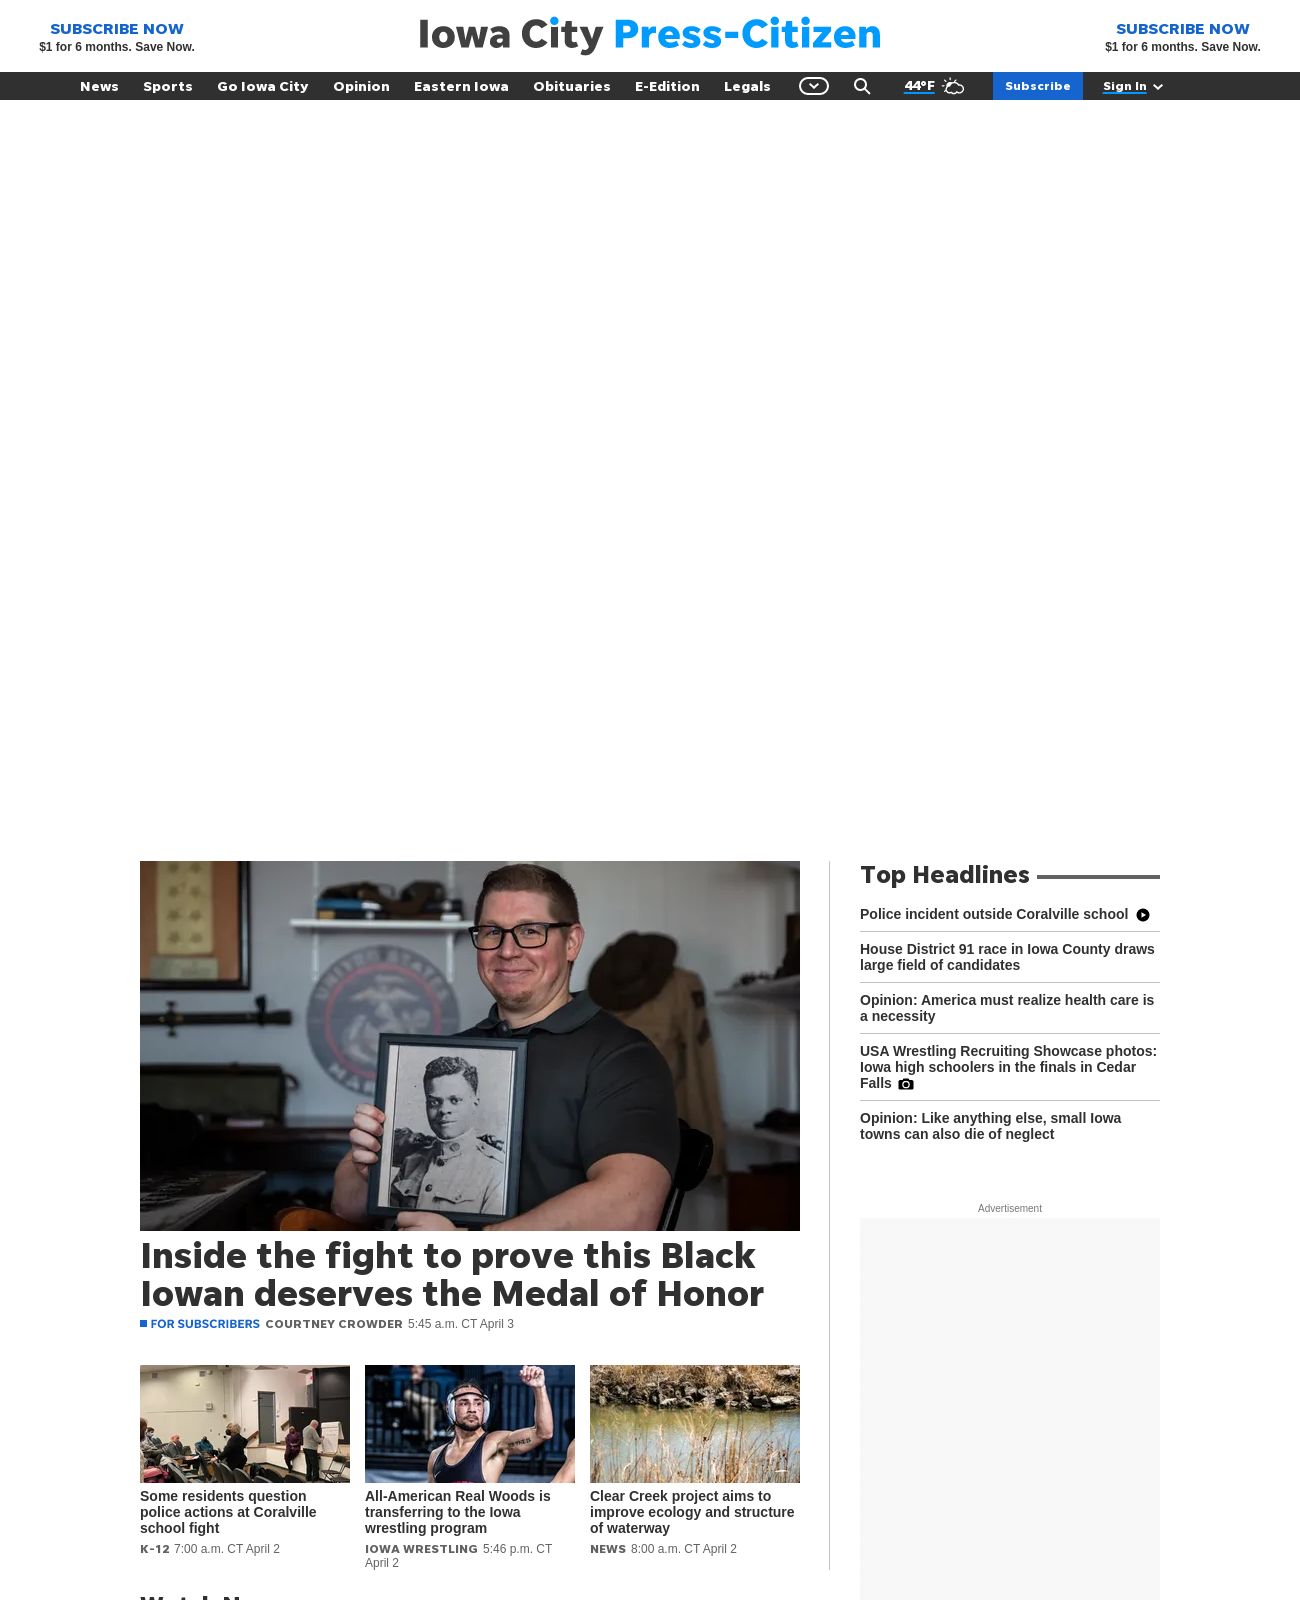 SUBSCRIBE NOW
$1 for 6 months. Save Now.
Iowa City Press-Citizen
SUBSCRIBE NOW
$1 for 6 months. Save Now.
News Sports Go Iowa City Opinion Eastern Iowa Obituaries E-Edition Legals 44°F Subscribe Sign In
Inside the fight to prove this Black
Iowan deserves the Medal of Honor
FOR SUBSCRIBERS COURTNEY CROWDER 5:45 a.m. CT April 3
Some residents question
police actions at Coralville
school fight
K-12 7:00 a.m. CT April 2
All-American Real Woods is
transferring to the Iowa
wrestling program
IOWA WRESTLING 5:46 p.m. CT
April 2
Clear Creek project aims to
improve ecology and structure
of waterway
NEWS 8:00 a.m. CT April 2
Top Headlines
Police incident outside Coralville school
House District 91 race in Iowa County draws
large field of candidates
Opinion: America must realize health care is
a necessity
USA Wrestling Recruiting Showcase photos:
Iowa high schoolers in the finals in Cedar
Falls
Opinion: Like anything else, small Iowa
towns can also die of neglect
Advertisement